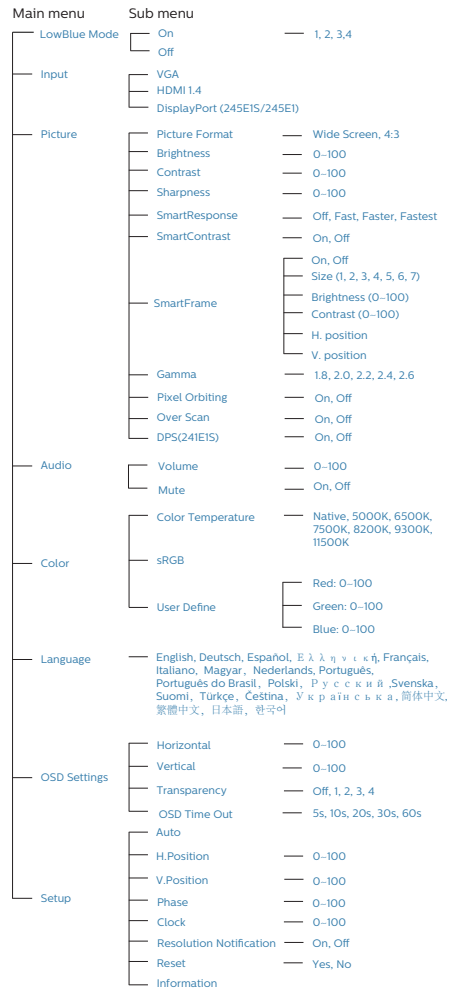 Main menu Sub menu
LowBlue Mode On 1, 2, 3,4
Off
Input VGA
HDMI 1.4
DisplayPort (245E1S/245E1)
Picture Picture Format Wide Screen, 4:3
Brightness 0-100
Contrast 0-100
Sharpness 0-100
SmartResponse Off, Fast, Faster, Fastest
SmartContrast On, Off
On, Off
Size (1, 2, 3, 4, 5, 6, 7)
SmartFrame Brightness (0-100)
Contrast (0-100)
H. position
V. position
Gamma 1.8, 2.0, 2.2, 2.4, 2.6
Pixel Orbiting On, Off
Over Scan On, Off
DPS(241E1S) On, Off
Audio Volume 0-100
Mute On, Off
Color Temperature Native, 5000K, 6500K,
7500K, 8200K, 9300K,
11500K
Color sRGB
Red: 0-100
User Define Green: 0-100
Blue: 0-100
Language English, Deutsch, Español, Ελληνική, Français,
Italiano, Magyar, Nederlands, Português,
Português do Brasil, Polski, Русский ,Svenska,
Suomi, Türkçe, Čeština, Українська, 简体中文,
繁體中文, 日本語, 한국어
Horizontal 0-100
Vertical 0-100
OSD Settings Transparency Off, 1, 2, 3, 4
OSD Time Out 5s, 10s, 20s, 30s, 60s
Auto
H.Position 0-100
V.Position 0-100
Setup Phase 0-100
Clock 0-100
Resolution Notification On, Off
Reset Yes, No
Information